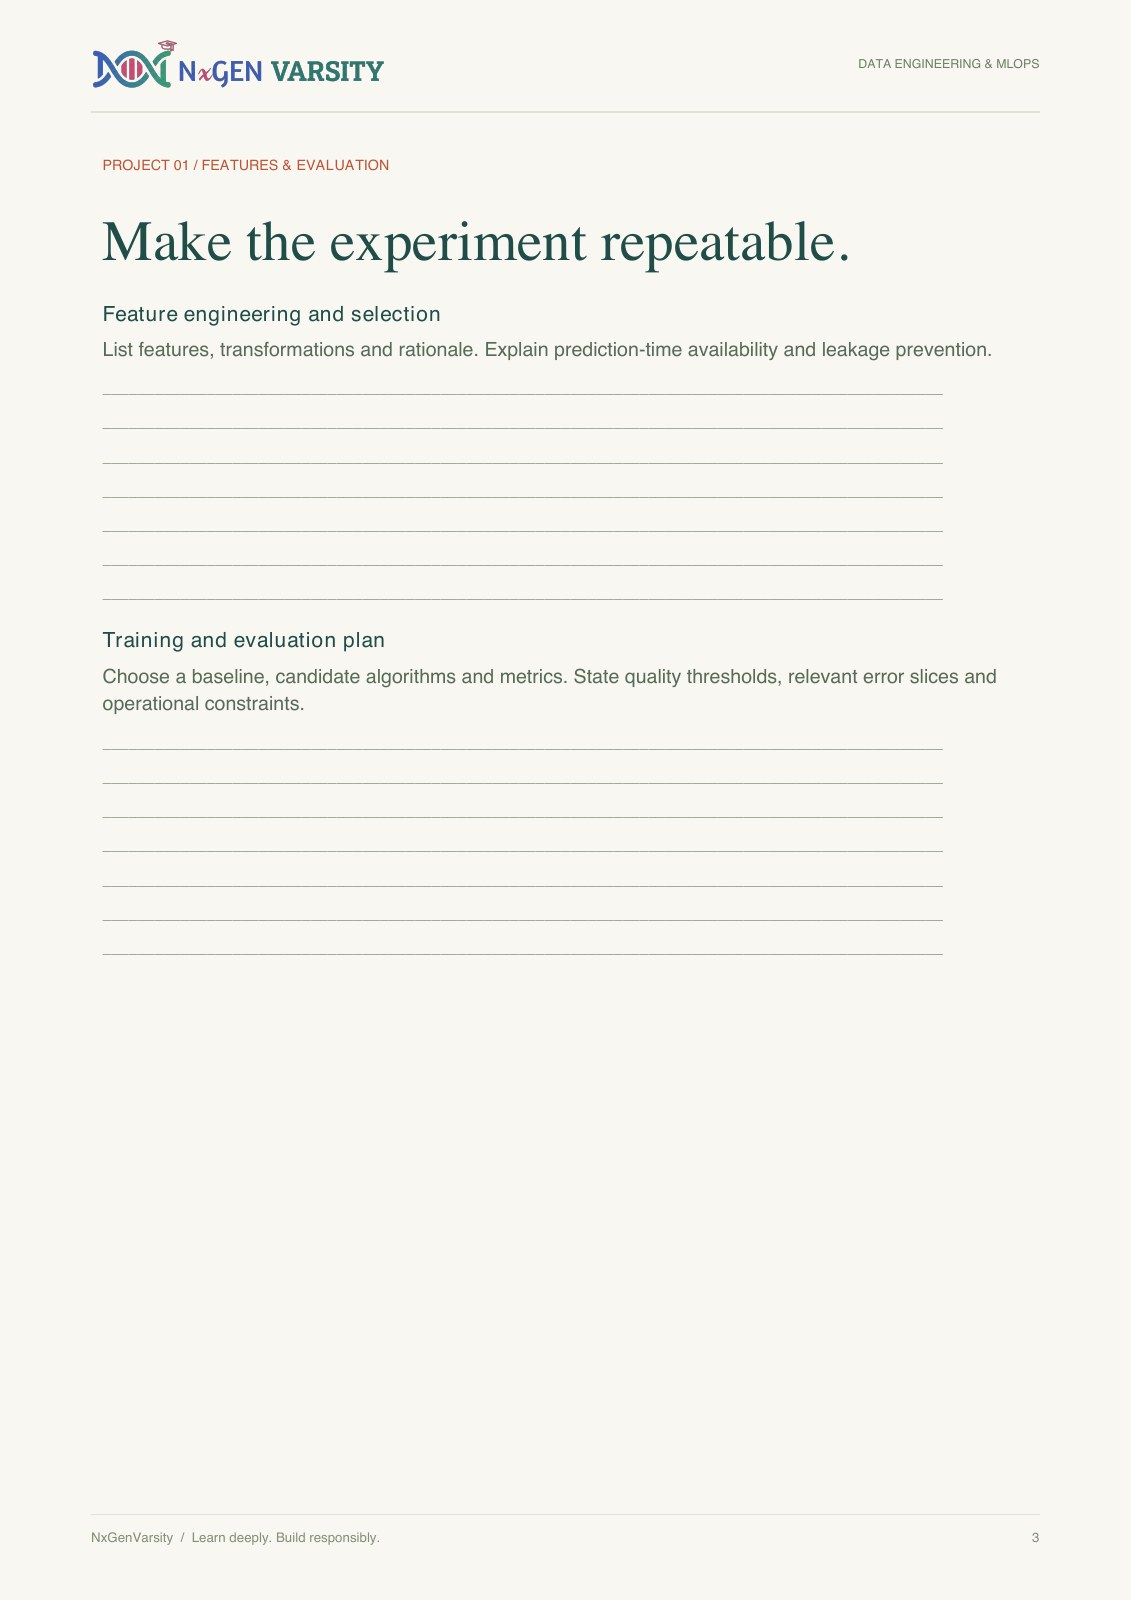 NxGEN VARSITY
DATA ENGINEERING & MLOPS
PROJECT 01 / FEATURES & EVALUATION
Make the experiment repeatable.
Feature engineering and selection
List features, transformations and rationale. Explain prediction-time availability and leakage prevention.
Training and evaluation plan
Choose a baseline, candidate algorithms and metrics. State quality thresholds, relevant error slices and
operational constraints.
NxGenVarsity / Learn deeply. Build responsibly.
3